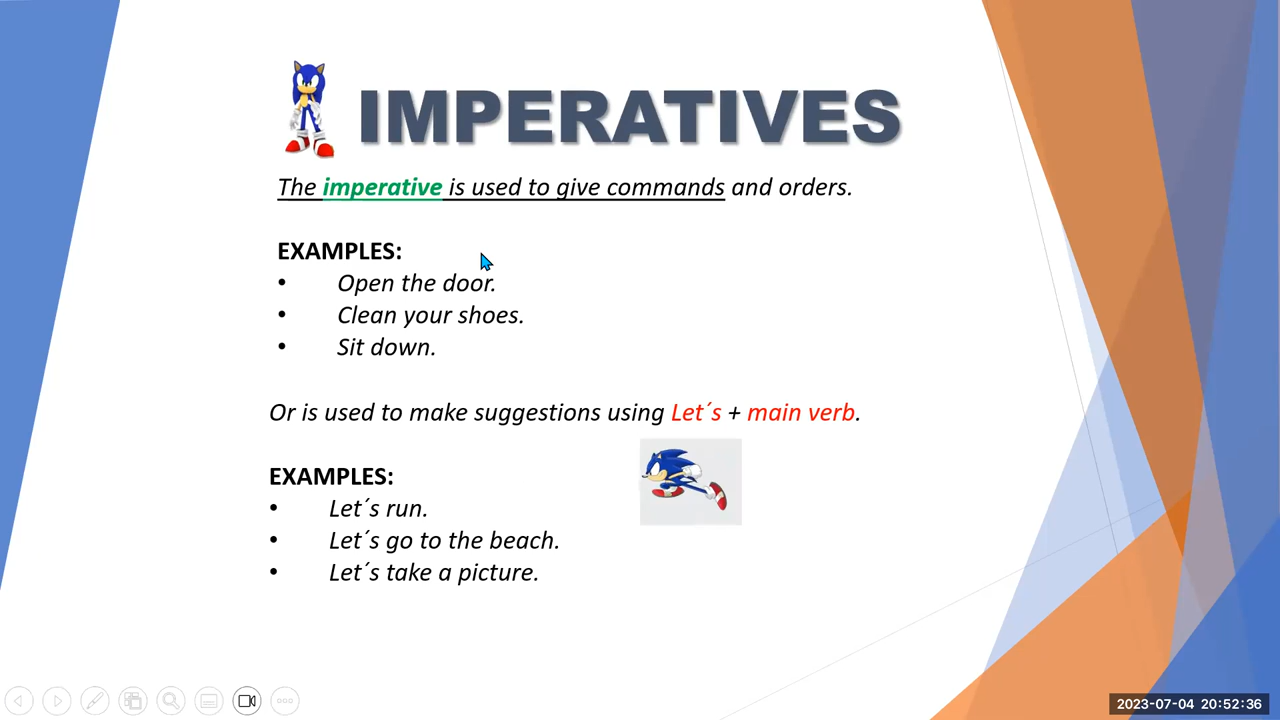 IMPERATIVES
The imperative is used to give commands and orders.
EXAMPLES:
• Open the door.
• Clean your shoes.
• Sit down.
Or is used to make suggestions using Let´s + main verb.
EXAMPLES:
• Let´s run.
• Let´s go to the beach.
• Let´s take a picture.
2023-07-04 20:52:36